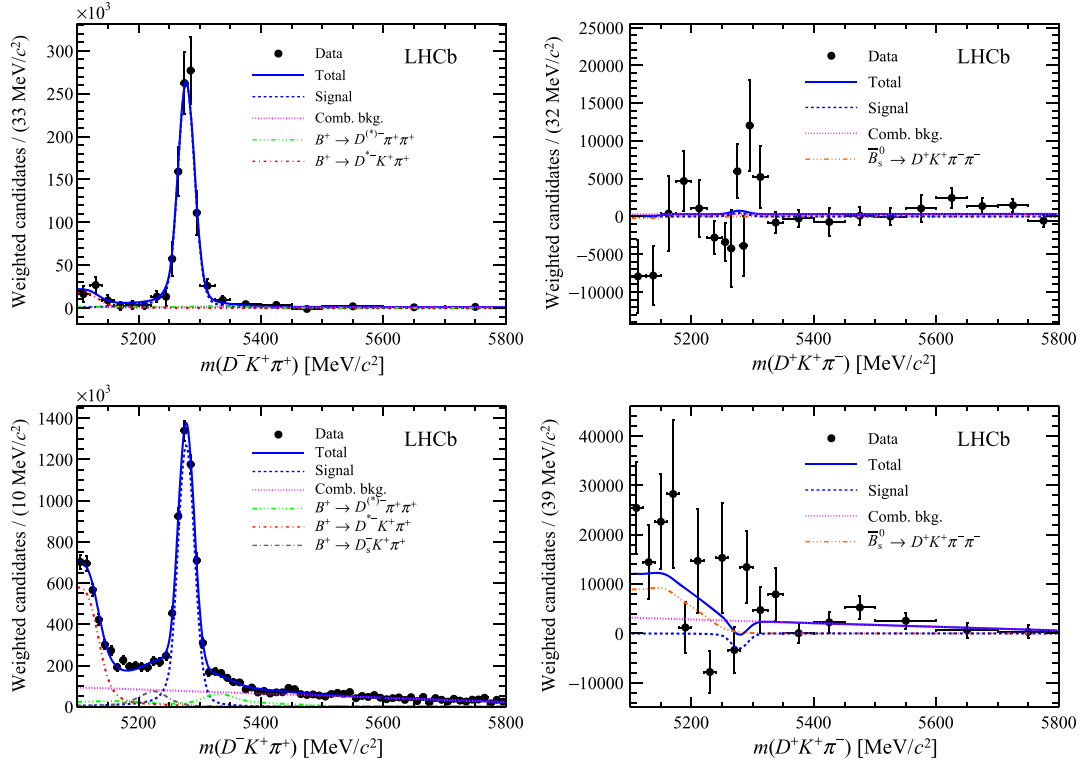 ×10³
Weighted candidates / (33 MeV/c²)
300
250
200
150
100
50
0
LHCb
Data
Total
Signal
Comb. bkg.
B⁺ → D⁽*⁾⁻π⁺π⁺
B⁺ → D*⁻K⁺π⁺
5200 5400 5600 5800
m(D⁻K⁺π⁺) [MeV/c²]
Weighted candidates / (32 MeV/c²)
25000
20000
15000
10000
5000
0
−5000
−10000
LHCb
Data
Total
Signal
Comb. bkg.
B̅⁰ₛ → D⁺K⁺π⁻π⁻
5200 5400 5600 5800
m(D⁺K⁺π⁻) [MeV/c²]
×10³
Weighted candidates / (10 MeV/c²)
1400
1200
1000
800
600
400
200
0
LHCb
Data
Total
Signal
Comb. bkg.
B⁺ → D⁽*⁾⁻π⁺π⁺
B⁺ → D*⁻K⁺π⁺
B⁺ → Dₛ⁻K⁺π⁺
5200 5400 5600 5800
m(D⁻K⁺π⁺) [MeV/c²]
Weighted candidates / (39 MeV/c²)
40000
30000
20000
10000
0
−10000
LHCb
Data
Total
Signal
Comb. bkg.
B̅⁰ₛ → D⁺K⁺π⁻π⁻
5200 5400 5600 5800
m(D⁺K⁺π⁻) [MeV/c²]